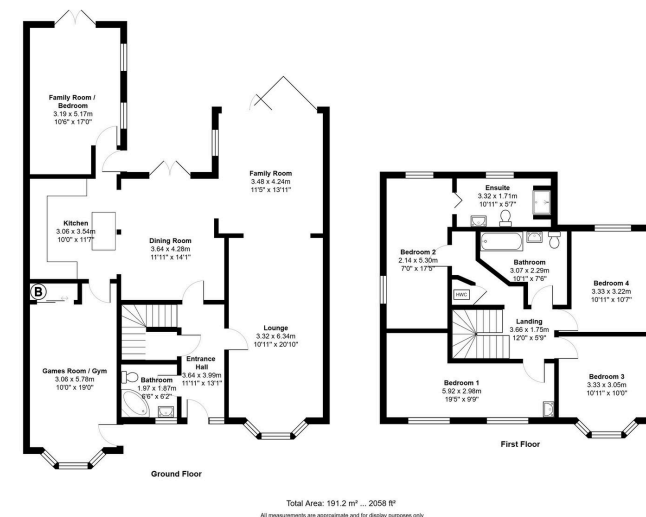 Family Room /
Bedroom
3.19 x 5.17m
10'6" x 17'0"
Family Room
3.48 x 4.24m
11'5" x 13'11"
Kitchen
3.06 x 3.54m
10'0" x 11'7"
Dining Room
3.64 x 4.28m
11'11" x 14'1"
B
Games Room / Gym
3.06 x 5.78m
10'0" x 19'0"
Bathroom
1.97 x 1.87m
6'6" x 6'2"
Entrance
Hall
3.64 x 3.99m
11'11" x 13'1"
Lounge
3.32 x 6.34m
10'11" x 20'10"
Ground Floor
Ensuite
3.32 x 1.71m
10'11" x 5'7"
Bedroom 2
2.14 x 5.30m
7'0" x 17'5"
Bathroom
3.07 x 2.29m
10'1" x 7'6"
Bedroom 4
3.33 x 3.22m
10'11" x 10'7"
HWC
Landing
3.66 x 1.75m
12'0" x 5'9"
Bedroom 1
5.92 x 2.98m
19'5" x 9'9"
Bedroom 3
3.33 x 3.05m
10'11" x 10'0"
First Floor
Total Area: 191.2 m² ... 2058 ft²
All measurements are approximate and for display purposes only